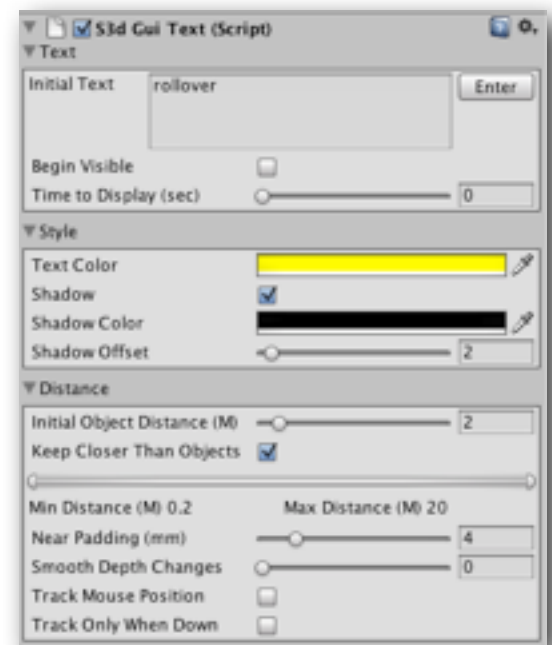 S3d Gui Text (Script)
Text
Initial Text rollover Enter
Begin Visible
Time to Display (sec) 0
Style
Text Color
Shadow
Shadow Color
Shadow Offset 2
Distance
Initial Object Distance (M) 2
Keep Closer Than Objects
Min Distance (M) 0.2 Max Distance (M) 20
Near Padding (mm) 4
Smooth Depth Changes 0
Track Mouse Position
Track Only When Down